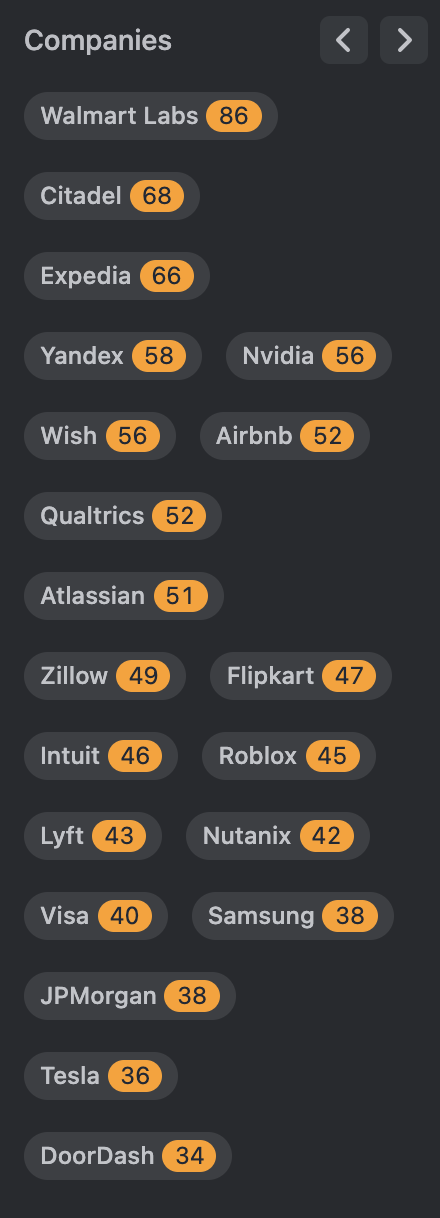 Companies
Walmart Labs 86
Citadel 68
Expedia 66
Yandex 58 Nvidia 56
Wish 56 Airbnb 52
Qualtrics 52
Atlassian 51
Zillow 49 Flipkart 47
Intuit 46 Roblox 45
Lyft 43 Nutanix 42
Visa 40 Samsung 38
JPMorgan 38
Tesla 36
DoorDash 34